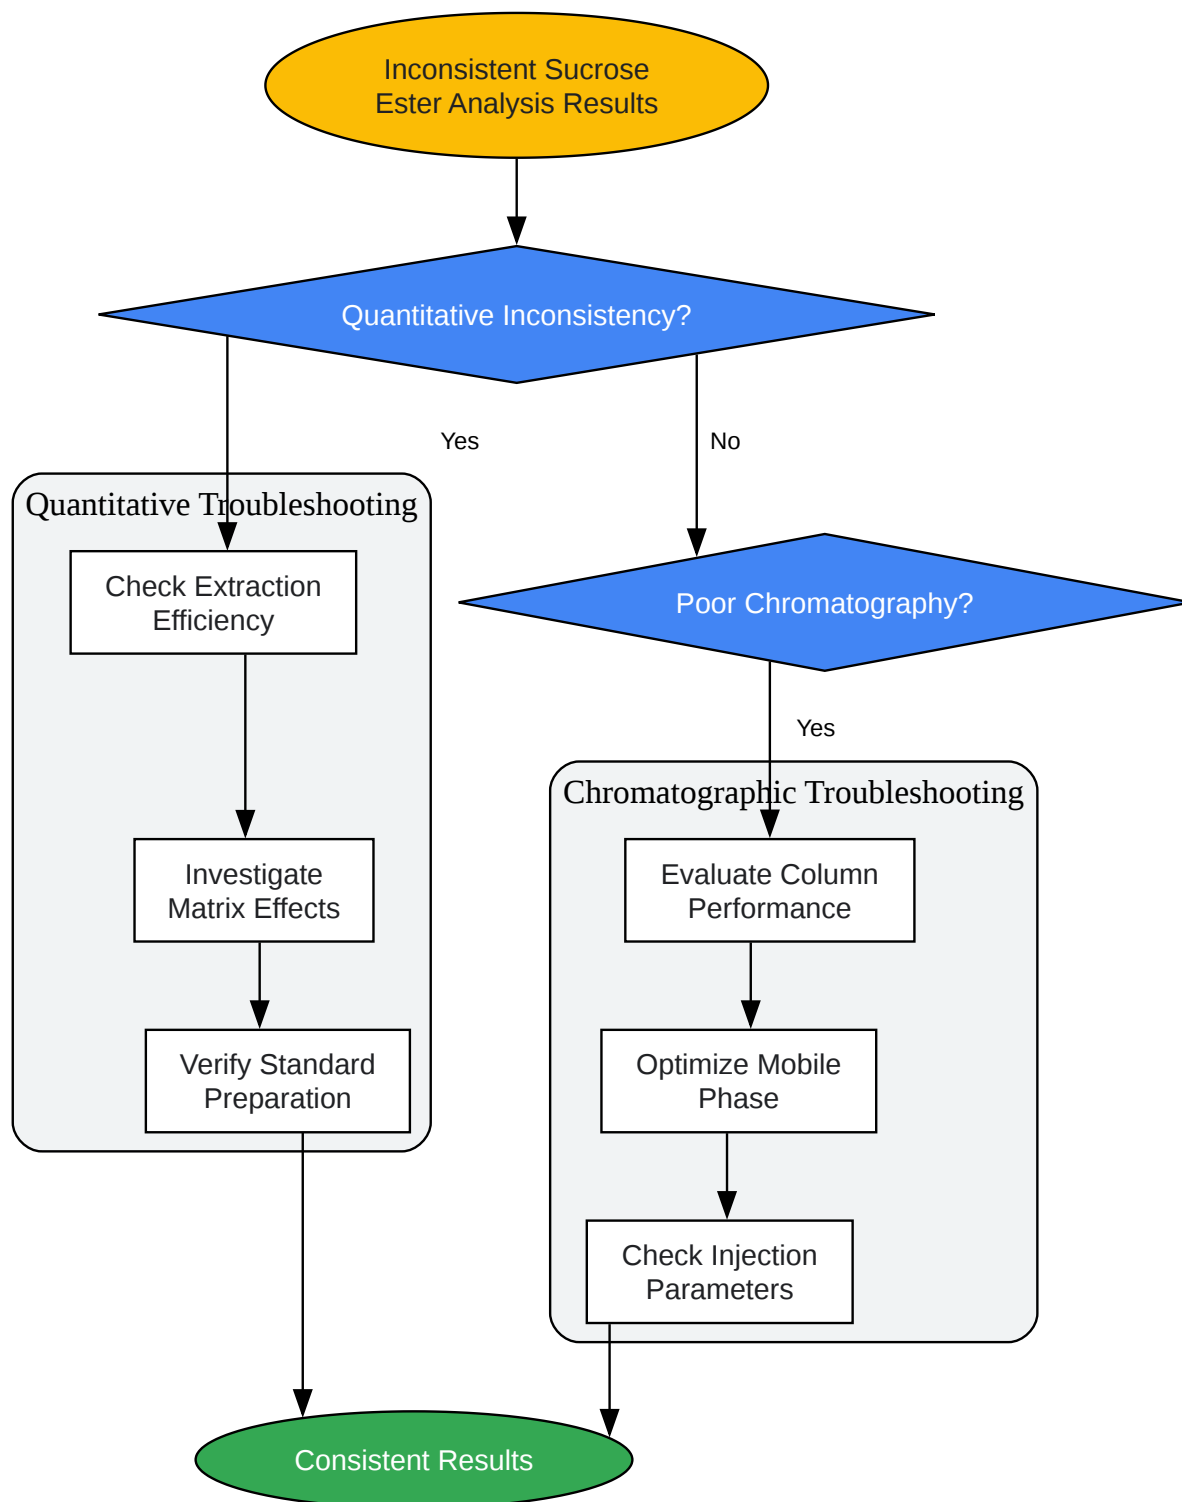 Inconsistent Sucrose
Ester Analysis Results
Quantitative Inconsistency?
Yes
No
Quantitative Troubleshooting
Check Extraction
Efficiency
Investigate
Matrix Effects
Verify Standard
Preparation
Poor Chromatography?
Yes
Chromatographic Troubleshooting
Evaluate Column
Performance
Optimize Mobile
Phase
Check Injection
Parameters
Consistent Results